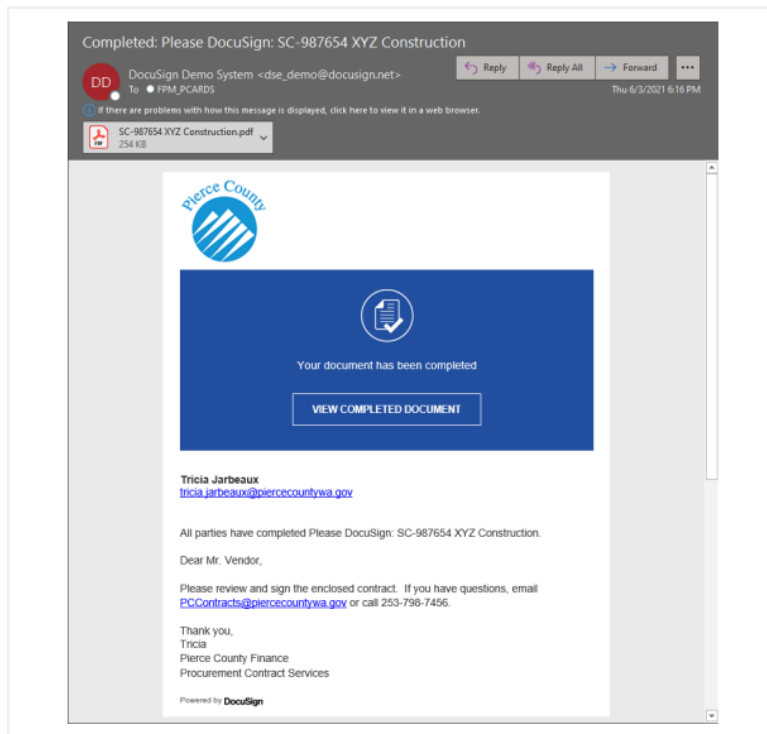 Completed: Please DocuSign: SC-987654 XYZ Construction
DD
DocuSign Demo System <dse_demo@docusign.net>
To FPM_PCARDS
Reply
Reply All
Forward
Thu 6/3/2021 6:16 PM
If there are problems with how this message is displayed, click here to view it in a web browser.
PDF
SC-987654 XYZ Construction.pdf
254 KB
Pierce County
Your document has been completed
VIEW COMPLETED DOCUMENT
Tricia Jarbeaux
tricia.jarbeaux@piercecountywa.gov
All parties have completed Please DocuSign: SC-987654 XYZ Construction.
Dear Mr. Vendor,
Please review and sign the enclosed contract. If you have questions, email
PCContracts@piercecountywa.gov or call 253-798-7456.
Thank you,
Tricia
Pierce County Finance
Procurement Contract Services
Powered by DocuSign